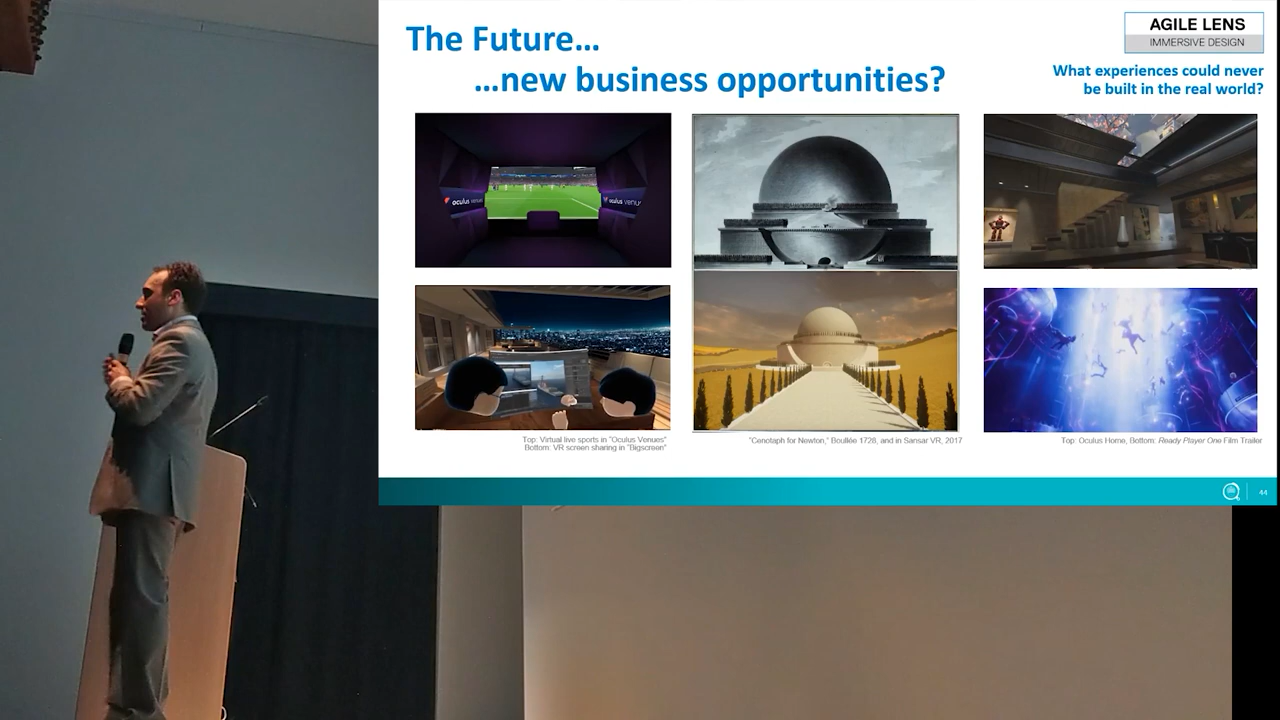 The Future…
…new business opportunities?
AGILE LENS
IMMERSIVE DESIGN
What experiences could never
be built in the real world?
oculus venues
oculus venu
Top: Virtual live sports in "Oculus Venues"
Bottom: VR screen sharing in "Bigscreen"
"Cenotaph for Newton," Boullée 1728, and in Sansar VR, 2017
Top: Oculus Home, Bottom: Ready Player One Film Trailer
44